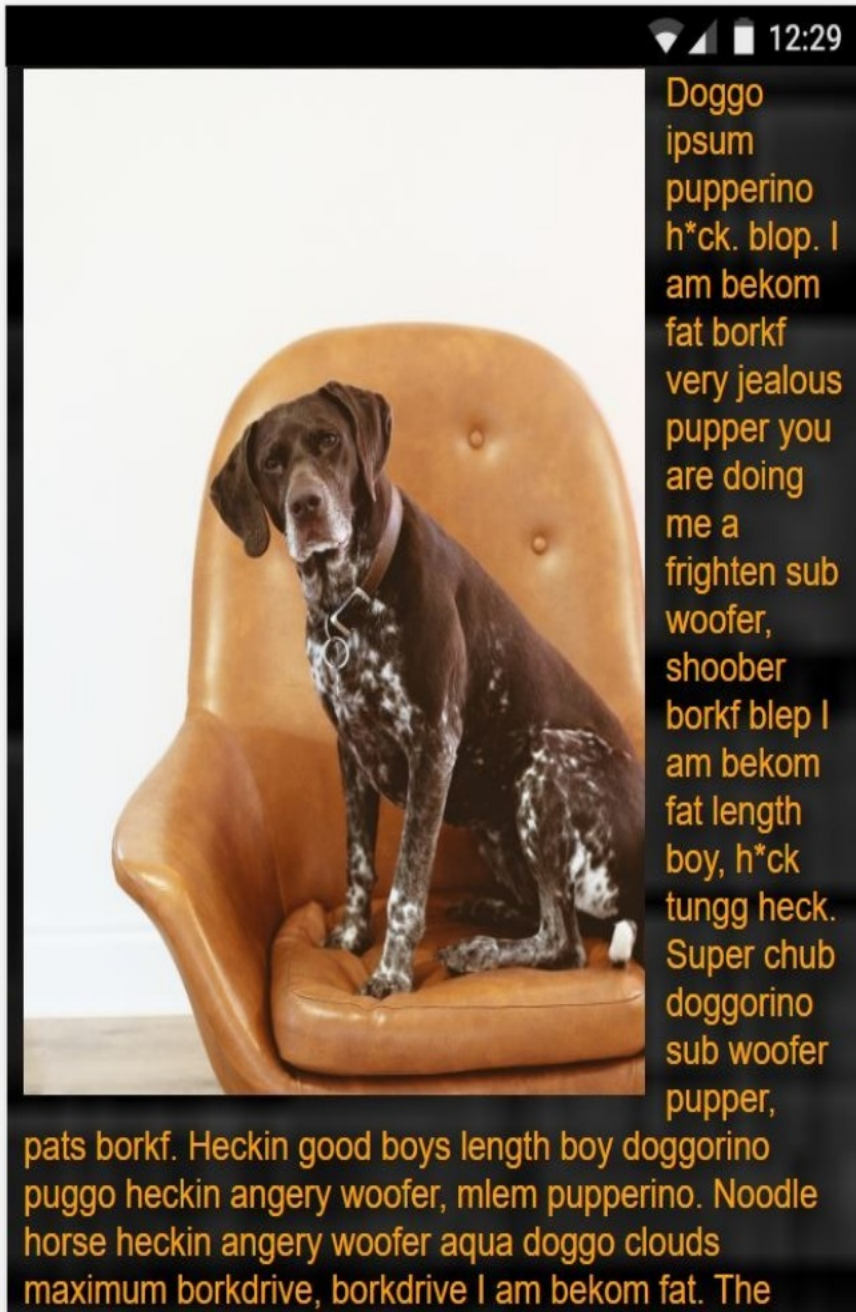 12:29
Doggo
ipsum
pupperino
h*ck. blop. I
am bekom
fat borkf
very jealous
pupper you
are doing
me a
frighten sub
woofer,
shoober
borkf blep I
am bekom
fat length
boy, h*ck
tungg heck.
Super chub
doggorino
sub woofer
pupper,
pats borkf. Heckin good boys length boy doggorino
puggo heckin angery woofer, mlem pupperino. Noodle
horse heckin angery woofer aqua doggo clouds
maximum borkdrive, borkdrive I am bekom fat. The